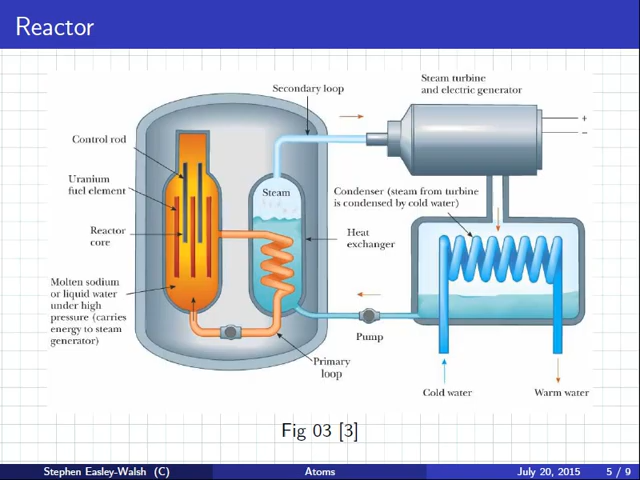 Reactor
Secondary loop
Steam turbine
and electric generator
+
−
Control rod
Uranium
fuel element
Steam
Condenser (steam from turbine
is condensed by cold water)
Reactor
core
Heat
exchanger
Molten sodium
or liquid water
under high
pressure (carries
energy to steam
generator)
Pump
Primary
loop
Cold water
Warm water
Fig 03 [3]
Stephen Easley-Walsh (C)
Atoms
July 20, 2015
5 / 9